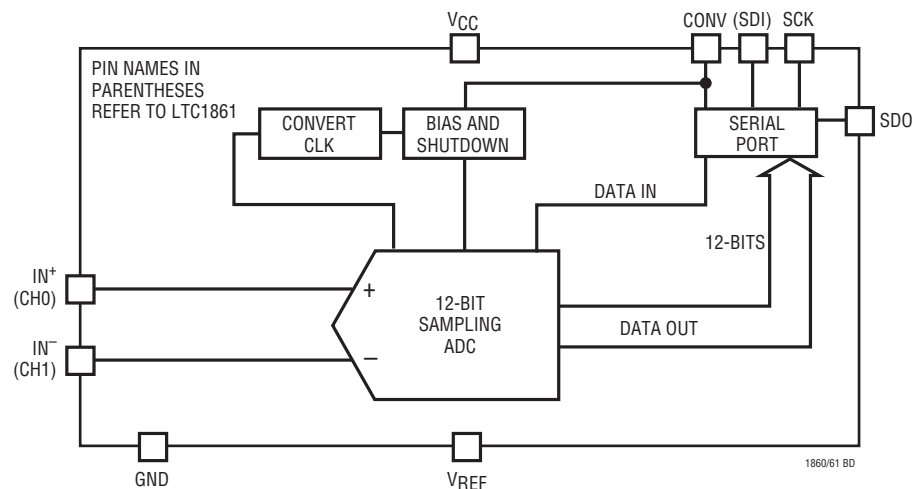 VCC
CONV (SDI) SCK
PIN NAMES IN
PARENTHESES
REFER TO LTC1861
CONVERT
CLK
BIAS AND
SHUTDOWN
SERIAL
PORT
SDO
DATA IN
12-BITS
IN+
(CH0)
+
12-BIT
SAMPLING
ADC
DATA OUT
IN–
(CH1)
–
GND
VREF
1860/61 BD